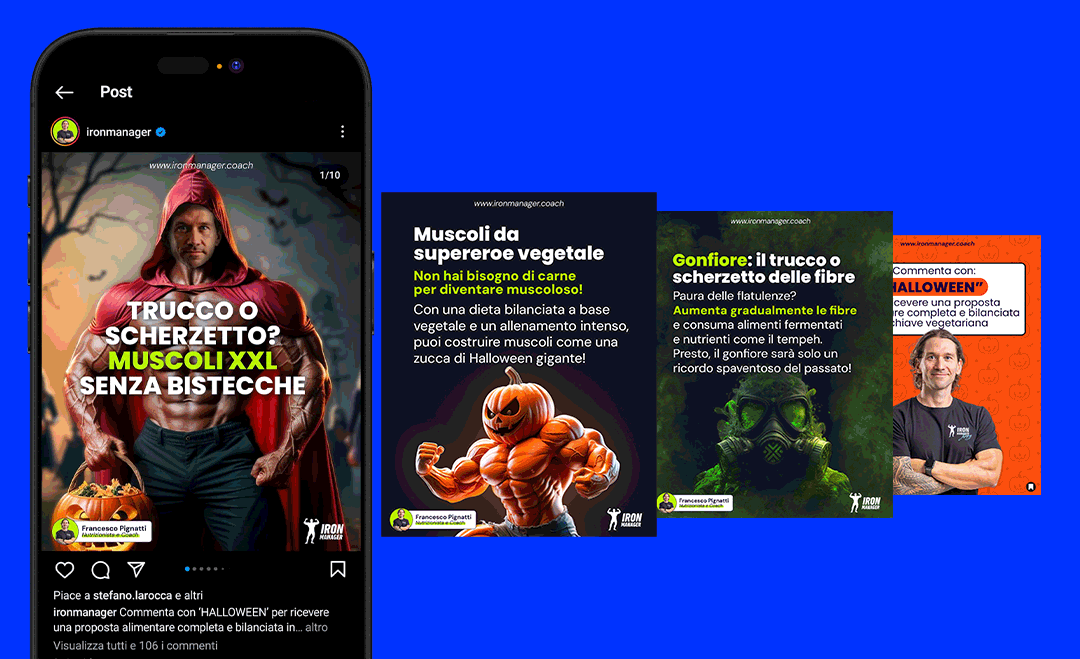 Post
ironmanager
www.ironmanager.coach
1/10
TRUCCO O
SCHERZETTO?
MUSCOLI XXL
SENZA BISTECCHE
Francesco Pignatti
Nutrizionista e Coach
IRON
MANAGER
Piace a stefano.larocca e altri
ironmanager Commenta con ‘HALLOWEEN’ per ricevere
una proposta alimentare completa e bilanciata in... altro
Visualizza tutti e 106 i commenti
www.ironmanager.coach
Muscoli da
supereroe vegetale
Non hai bisogno di carne
per diventare muscoloso!
Con una dieta bilanciata a base
vegetale e un allenamento intenso,
puoi costruire muscoli come una
zucca di Halloween gigante!
Francesco Pignatti
Nutrizionista e Coach
IRON
MANAGER
www.ironmanager.coach
Gonfiore: il trucco o
scherzetto delle fibre
Paura delle flatulenze?
Aumenta gradualmente le fibre
e consuma alimenti fermentati
e nutrienti come il tempeh.
Presto, il gonfiore sarà solo un
ricordo spaventoso del passato!
Francesco Pignatti
Nutrizionista e Coach
IRON
MANAGER
www.ironmanager.coach
Commenta con:
HALLOWEEN”
cevere una proposta
re completa e bilanciata
chiave vegetariana
IRON
MANAGER